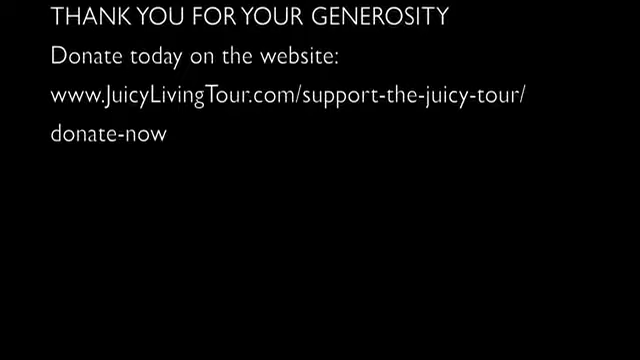 THANK YOU FOR YOUR GENEROSITY
Donate today on the website:
www.JuicyLivingTour.com/support-the-juicy-tour/
donate-now